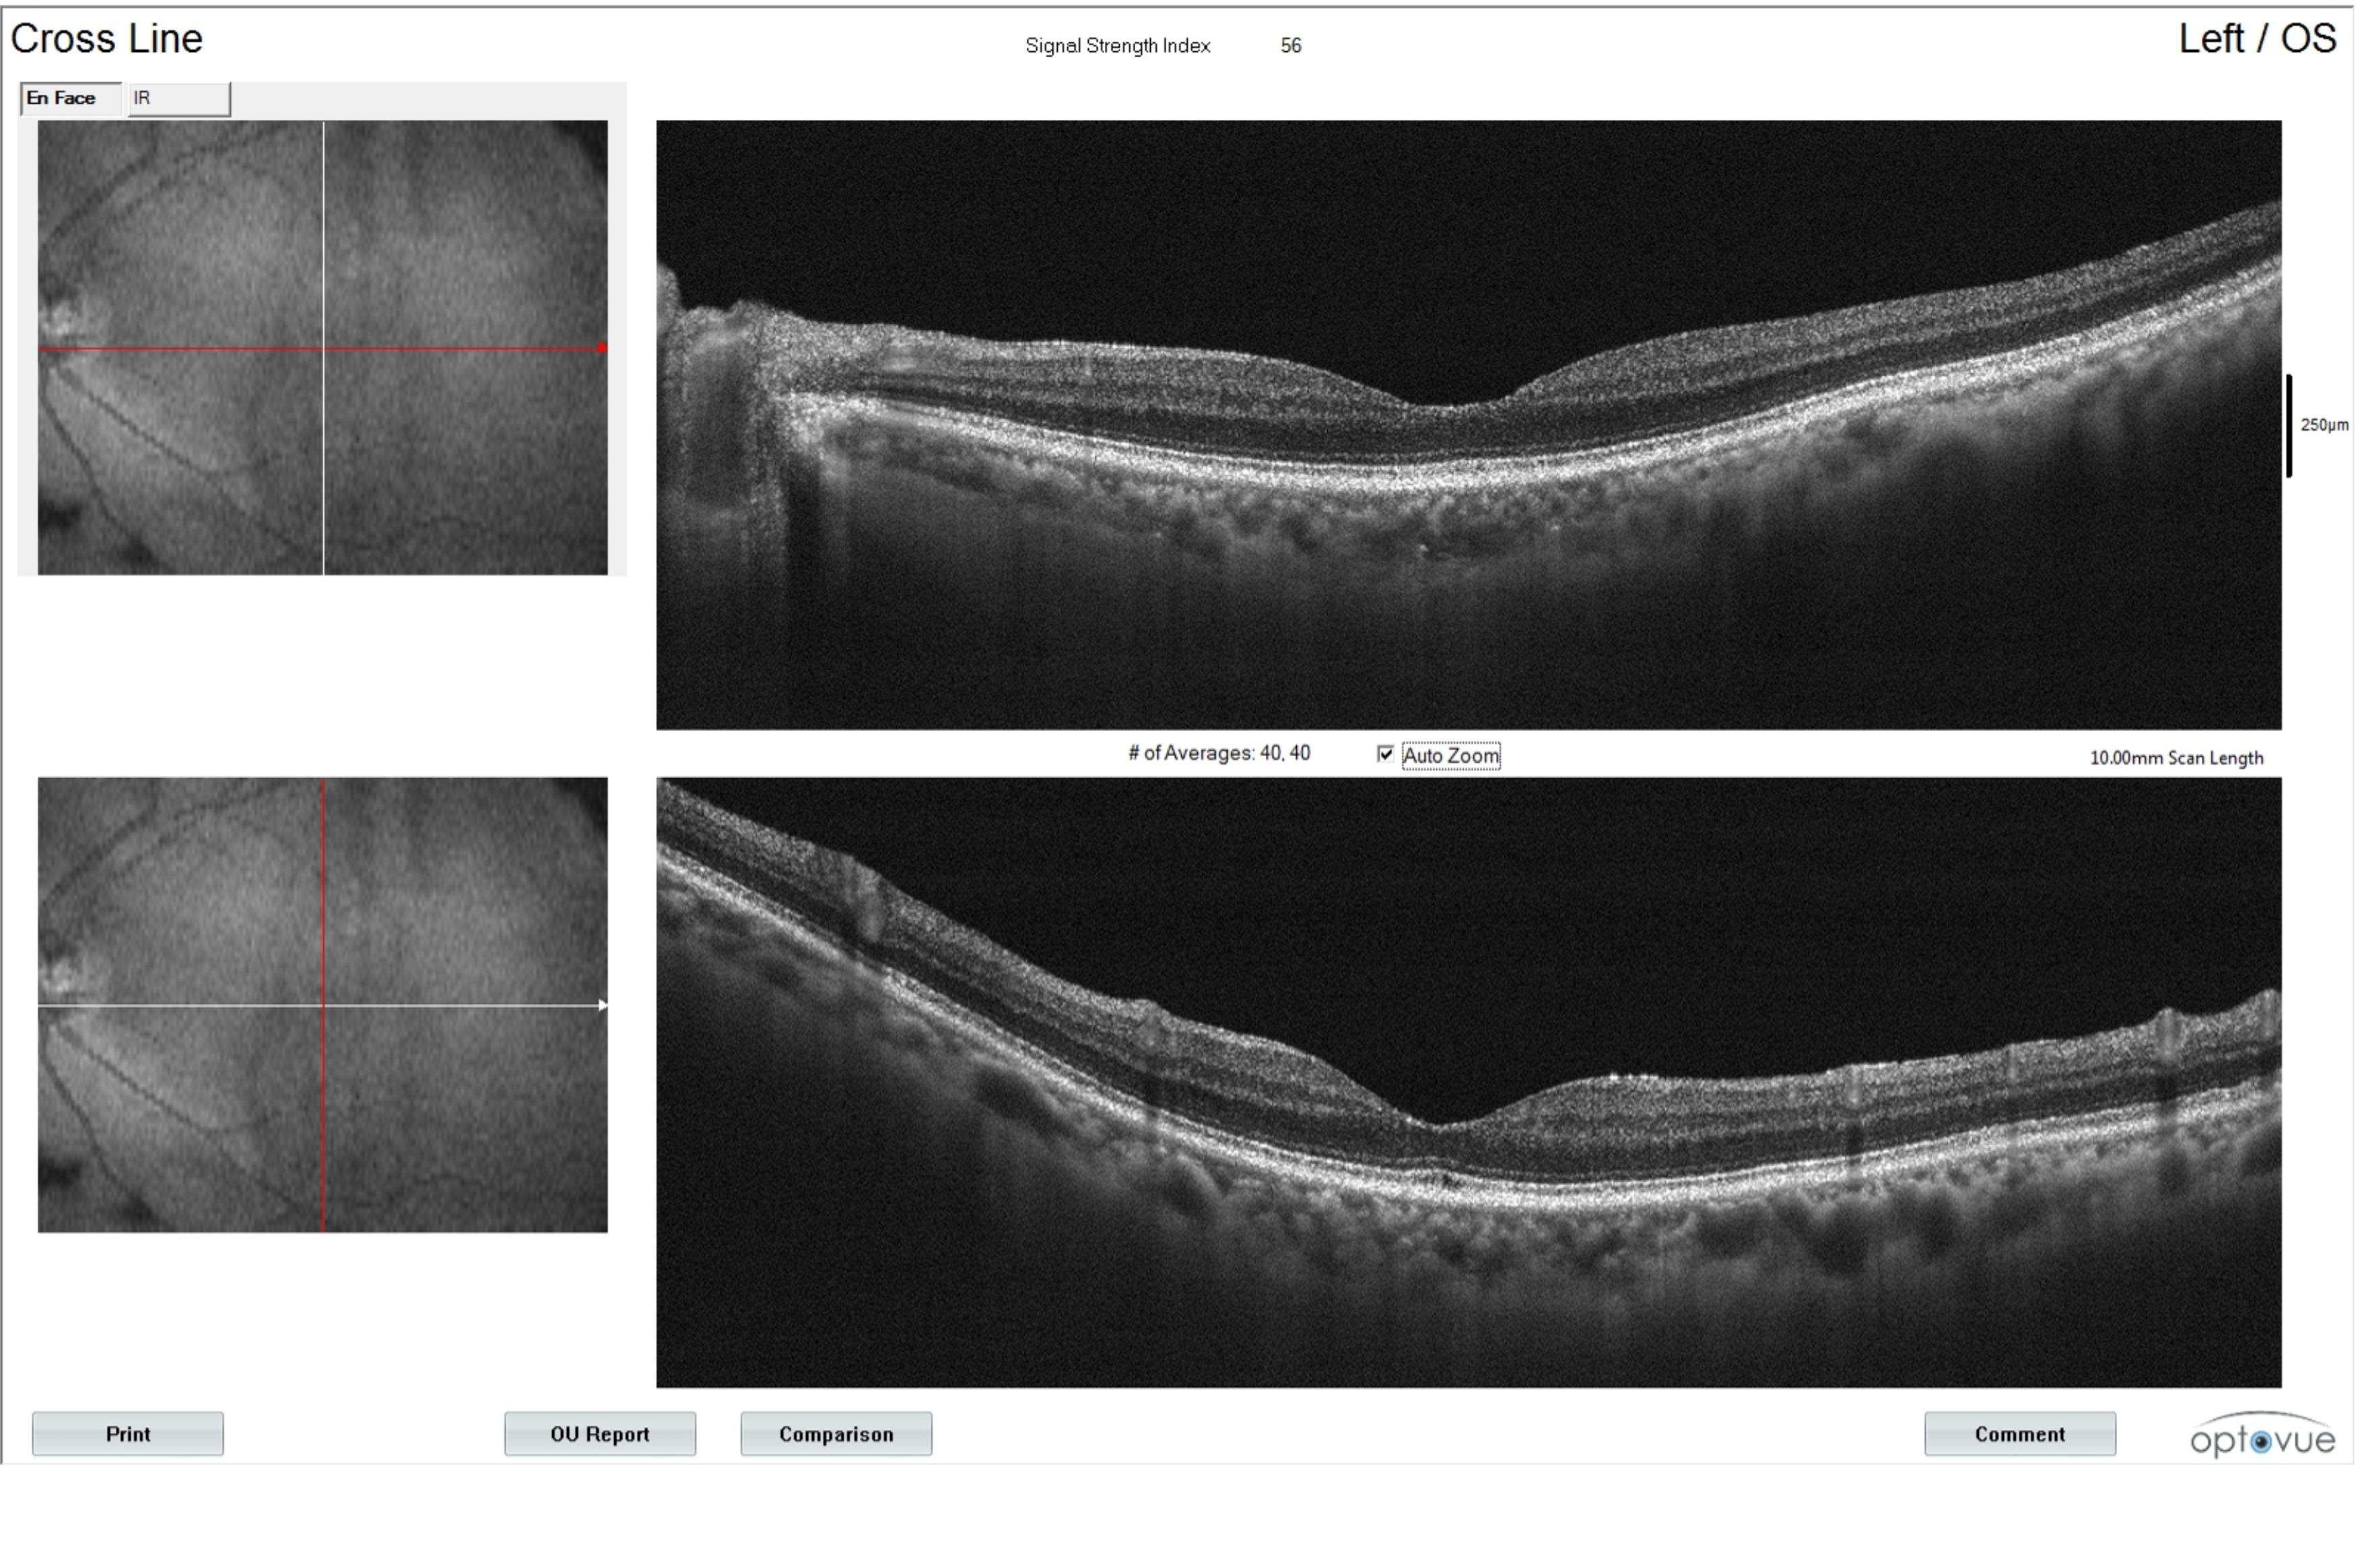 Cross Line
Signal Strength Index 56
Left / OS
En Face
IR
250µm
# of Averages: 40, 40
Auto Zoom
10.00mm Scan Length
Print
OU Report
Comparison
Comment
optovue